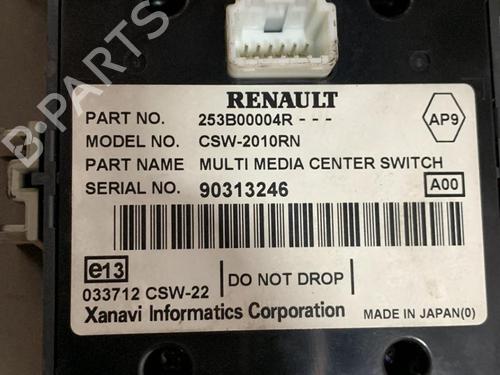 B-PARTS
RENAULT
PART NO. 253B00004R - - -
AP9
MODEL NO. CSW-2010RN
PART NAME MULTI MEDIA CENTER SWITCH
SERIAL NO. 90313246
A00
e13
DO NOT DROP
033712 CSW-22
Xanavi Informatics Corporation
MADE IN JAPAN(0)